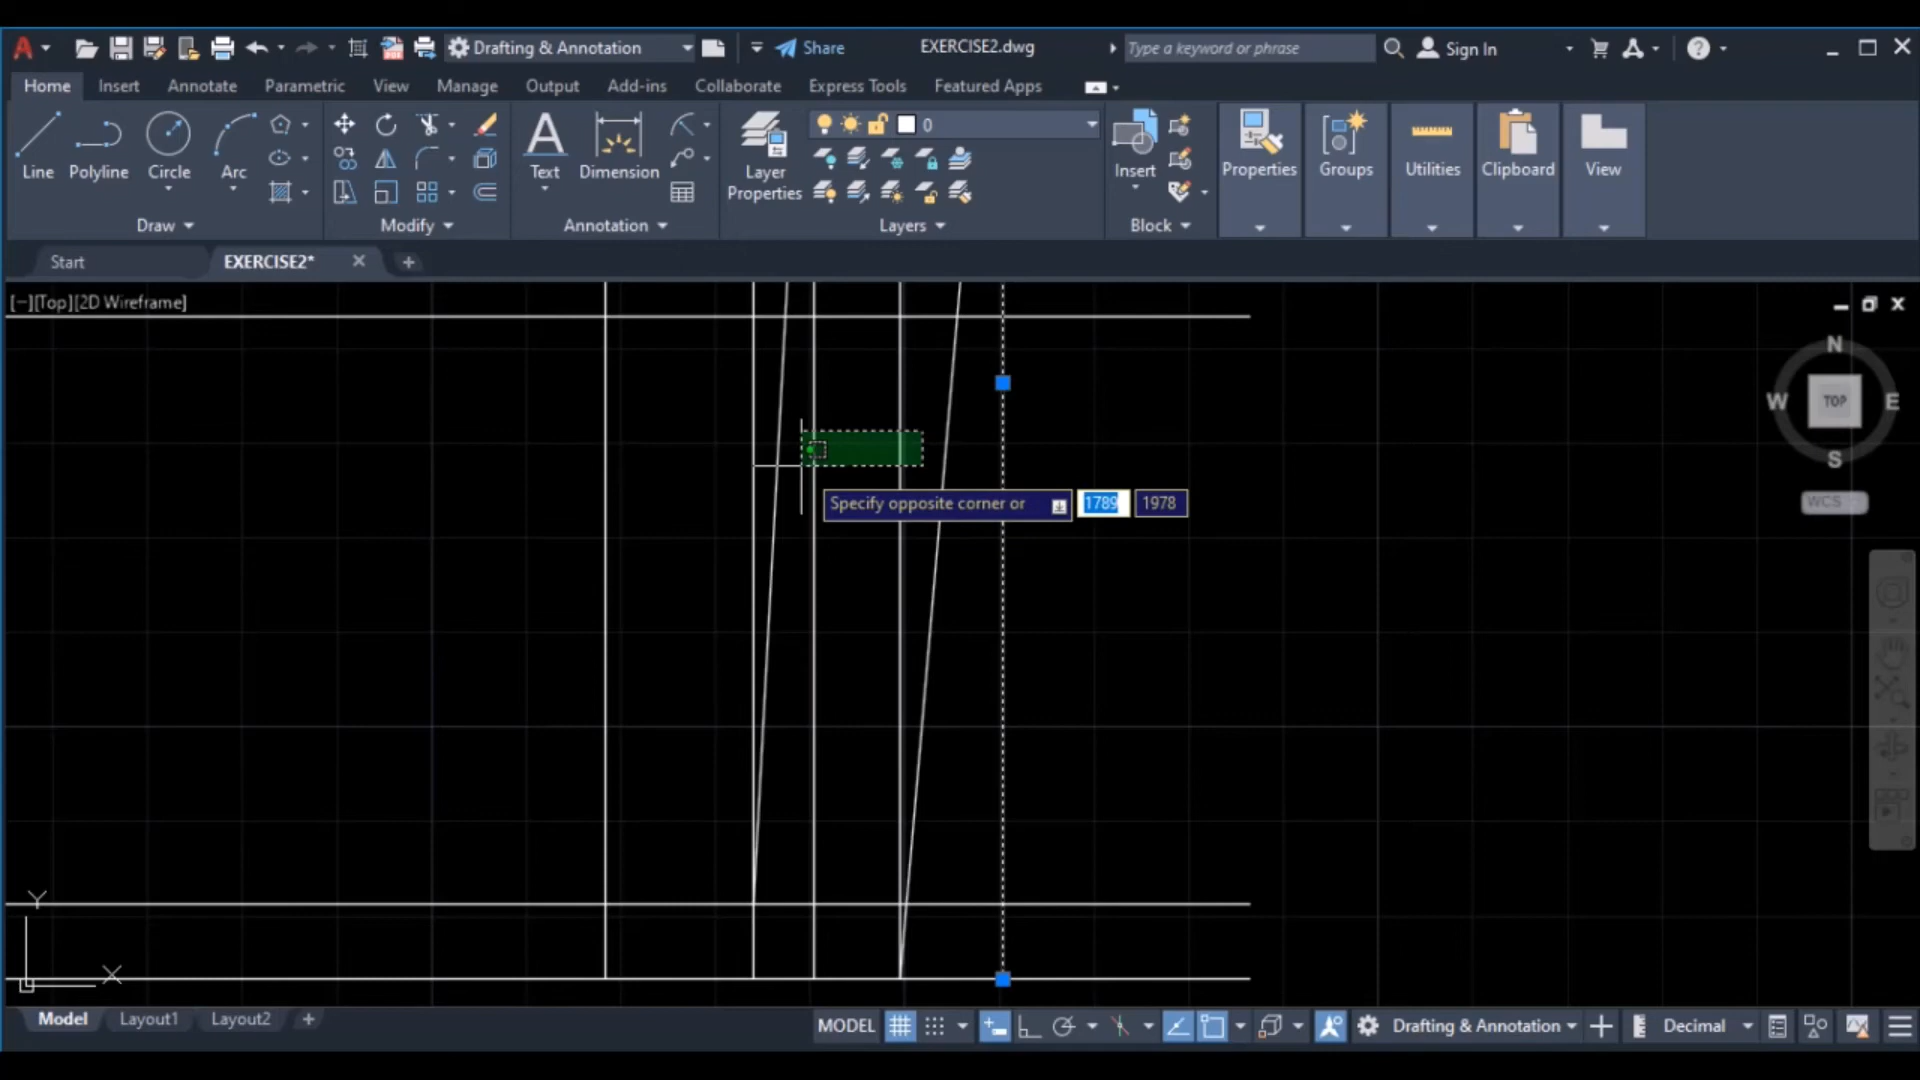 Drafting & Annotation
Share
EXERCISE2.dwg
Type a keyword or phrase
Sign In
Home Insert Annotate Parametric View Manage Output Add-ins Collaborate Express Tools Featured Apps
0
Line Polyline Circle Arc
Text Dimension
Layer
Properties
Insert
Properties Groups Utilities Clipboard View
Draw Modify Annotation Layers Block
Start EXERCISE2*
[−][Top][2D Wireframe]
N
W TOP E
S
WCS
Specify opposite corner or 1789 1978
Y
X
Model Layout1 Layout2
MODEL Drafting & Annotation Decimal